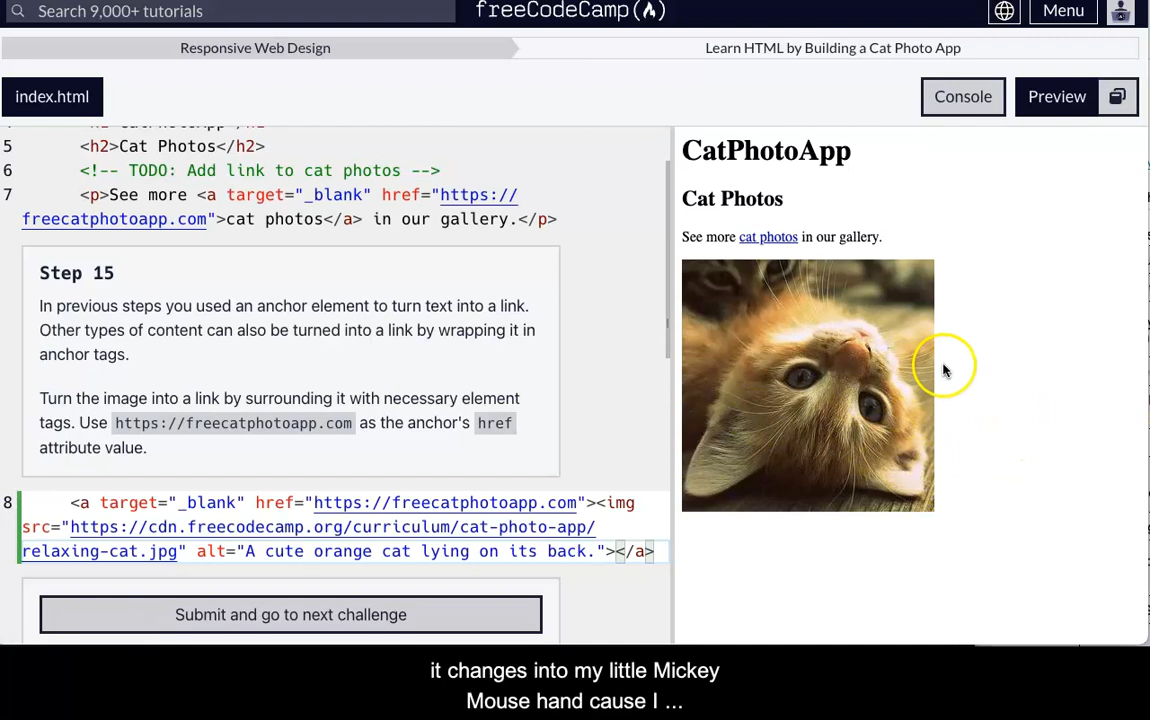 Search 9,000+ tutorials
freeCodeCamp
Menu
Responsive Web Design
Learn HTML by Building a Cat Photo App
index.html
Console
Preview
5 <h2>Cat Photos</h2>
6 <!-- TODO: Add link to cat photos -->
7 <p>See more <a target="_blank" href="https://
freecatphotoapp.com">cat photos</a> in our gallery.</p>
Step 15
In previous steps you used an anchor element to turn text into a link.
Other types of content can also be turned into a link by wrapping it in
anchor tags.
Turn the image into a link by surrounding it with necessary element
tags. Use https://freecatphotoapp.com as the anchor's href
attribute value.
8 <a target="_blank" href="https://freecatphotoapp.com"><img
src="https://cdn.freecodecamp.org/curriculum/cat-photo-app/
relaxing-cat.jpg" alt="A cute orange cat lying on its back."></a>
Submit and go to next challenge
CatPhotoApp
Cat Photos
See more cat photos in our gallery.
it changes into my little Mickey
Mouse hand cause I ...